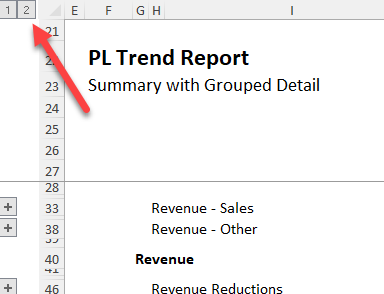 1 2
E F G H I
21
22 PL Trend Report
23 Summary with Grouped Detail
24
25
26
27
28
+ 33 Revenue - Sales
+ 38 Revenue - Other
39
40 Revenue
41
+ 46 Revenue Reductions